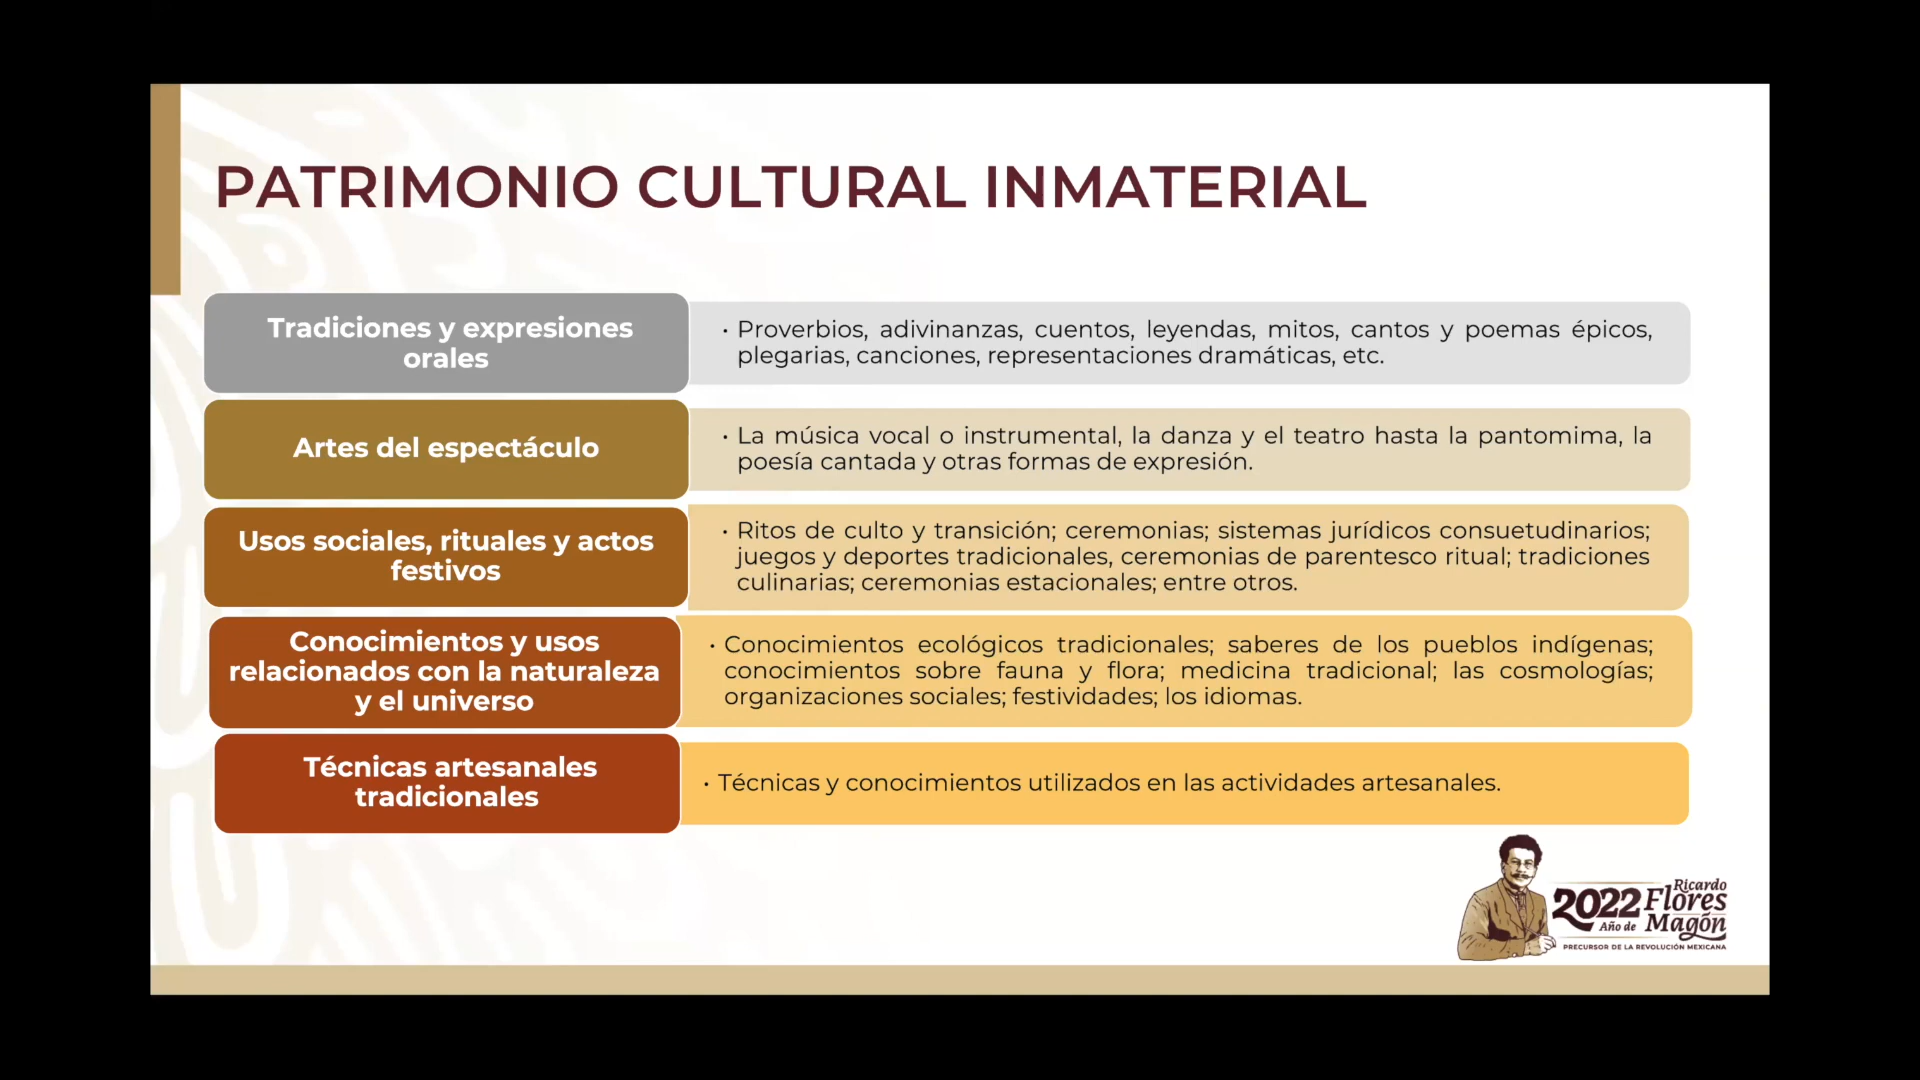 PATRIMONIO CULTURAL INMATERIAL
Tradiciones y expresiones
orales
• Proverbios, adivinanzas, cuentos, leyendas, mitos, cantos y poemas épicos,
plegarias, canciones, representaciones dramáticas, etc.
Artes del espectáculo
• La música vocal o instrumental, la danza y el teatro hasta la pantomima, la
poesía cantada y otras formas de expresión.
Usos sociales, rituales y actos
festivos
• Ritos de culto y transición; ceremonias; sistemas jurídicos consuetudinarios;
juegos y deportes tradicionales, ceremonias de parentesco ritual; tradiciones
culinarias; ceremonias estacionales; entre otros.
Conocimientos y usos
relacionados con la naturaleza
y el universo
• Conocimientos ecológicos tradicionales; saberes de los pueblos indígenas;
conocimientos sobre fauna y flora; medicina tradicional; las cosmologías;
organizaciones sociales; festividades; los idiomas.
Técnicas artesanales
tradicionales
• Técnicas y conocimientos utilizados en las actividades artesanales.
2022
Año de
Ricardo
Flores
Magón
PRECURSOR DE LA REVOLUCIÓN MEXICANA